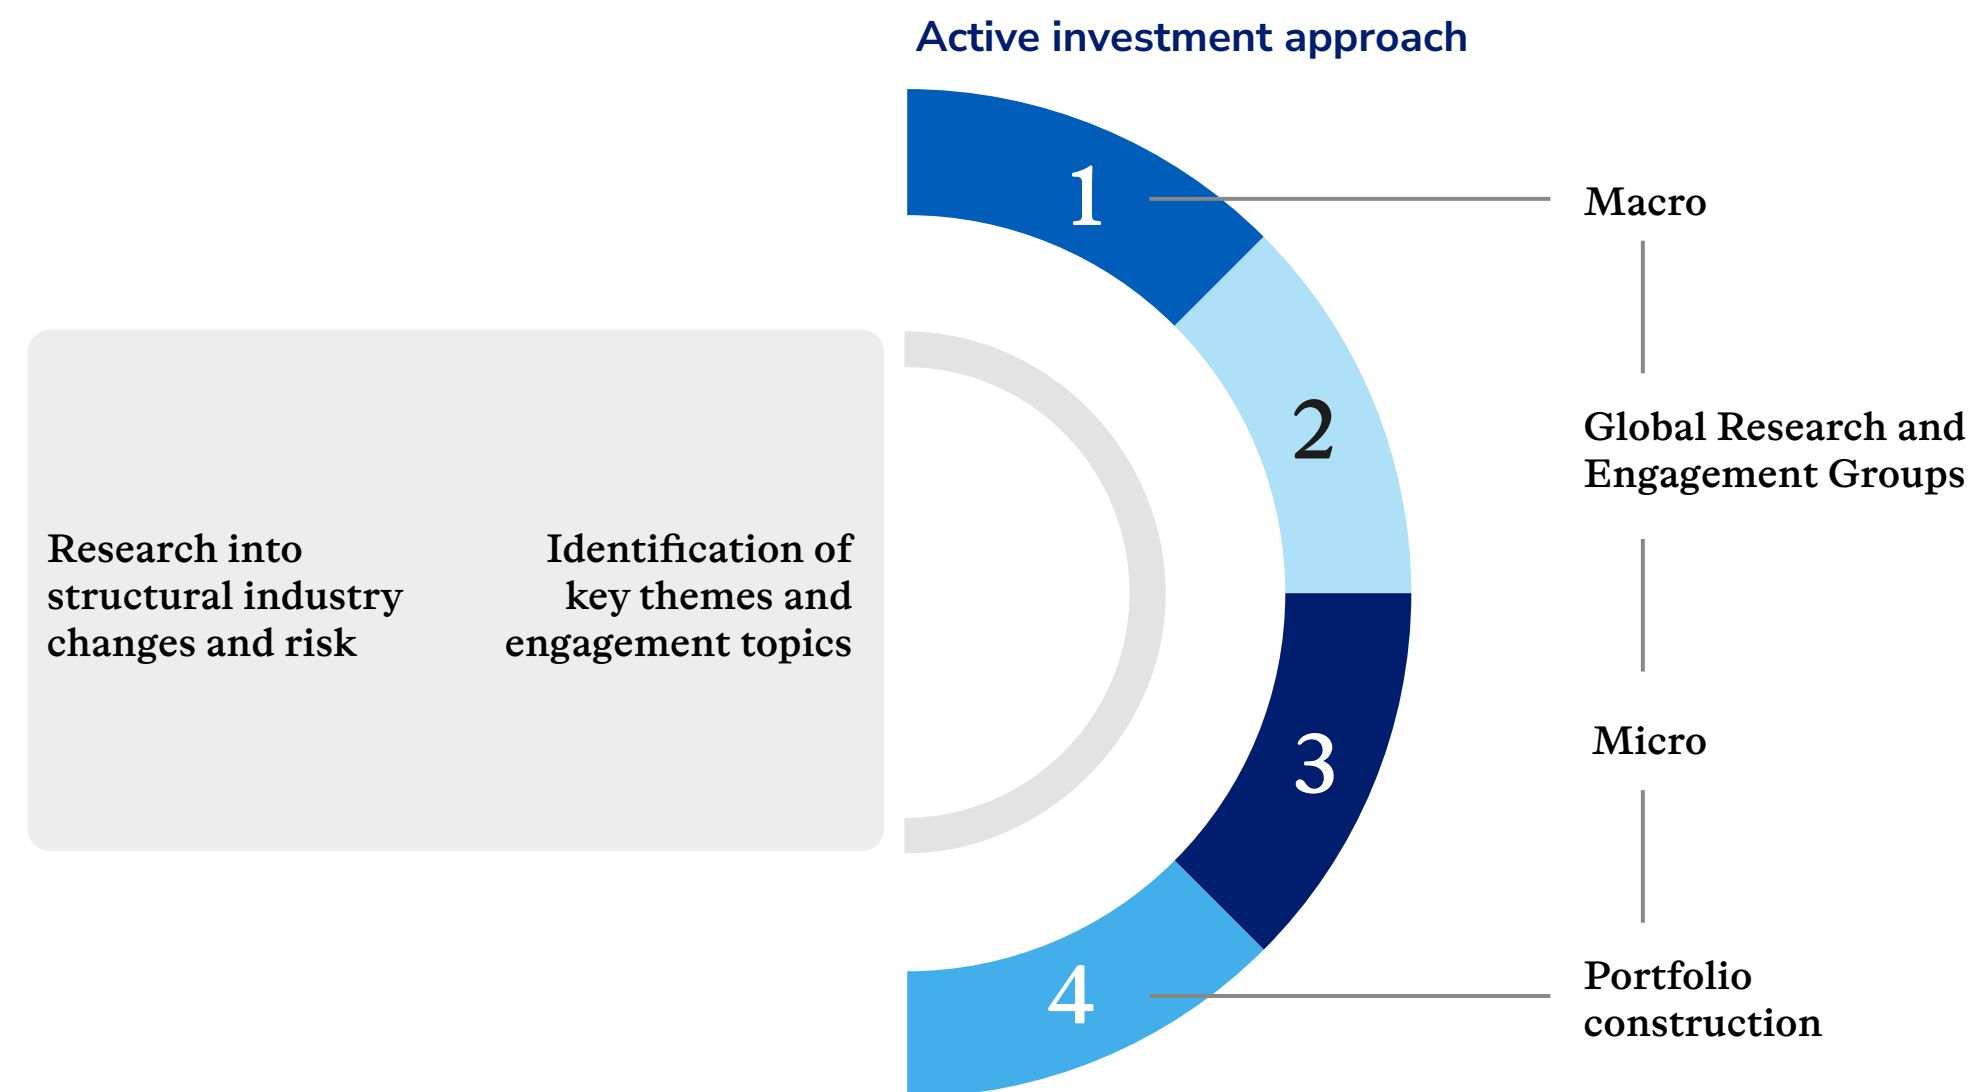 Active investment approach
1
Macro
2
Global Research and
Engagement Groups
Research into
structural industry
changes and risk
Identification of
key themes and
engagement topics
3
Micro
4
Portfolio
construction